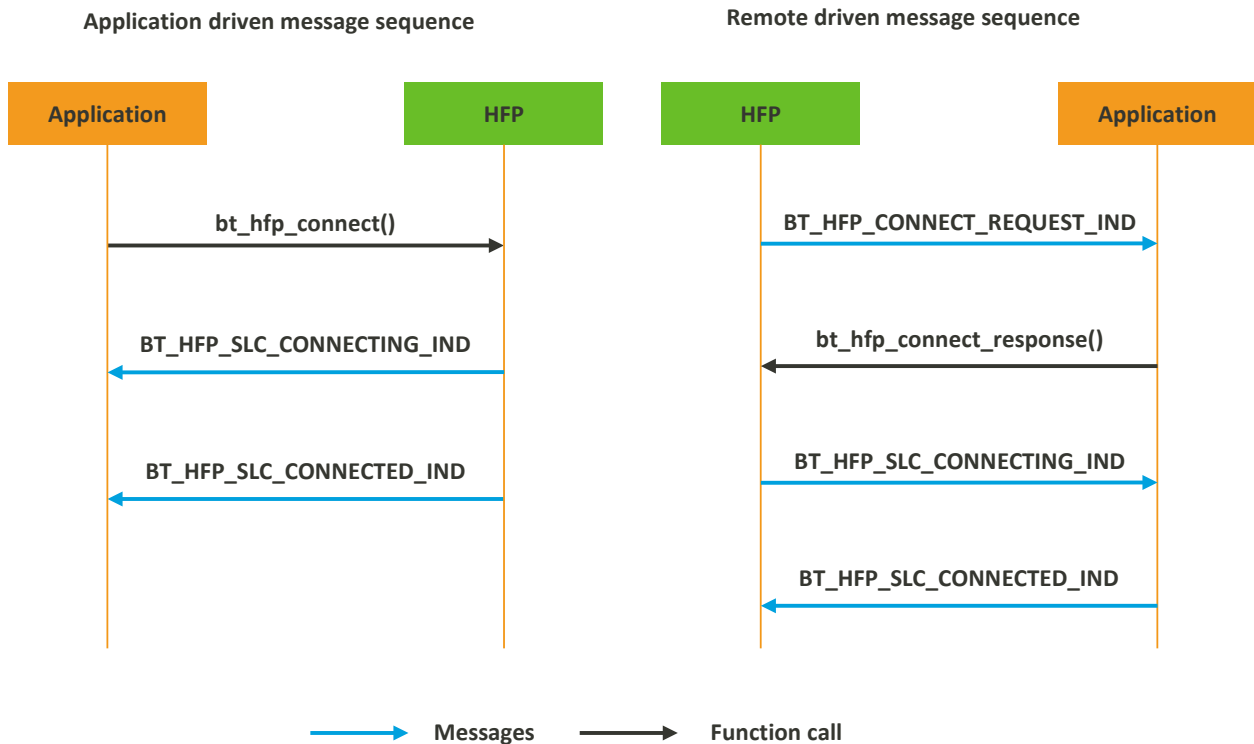 Application driven message sequence
Remote driven message sequence
Application
HFP
HFP
Application
bt_hfp_connect()
BT_HFP_CONNECT_REQUEST_IND
BT_HFP_SLC_CONNECTING_IND
bt_hfp_connect_response()
BT_HFP_SLC_CONNECTED_IND
BT_HFP_SLC_CONNECTING_IND
BT_HFP_SLC_CONNECTED_IND
Messages
Function call